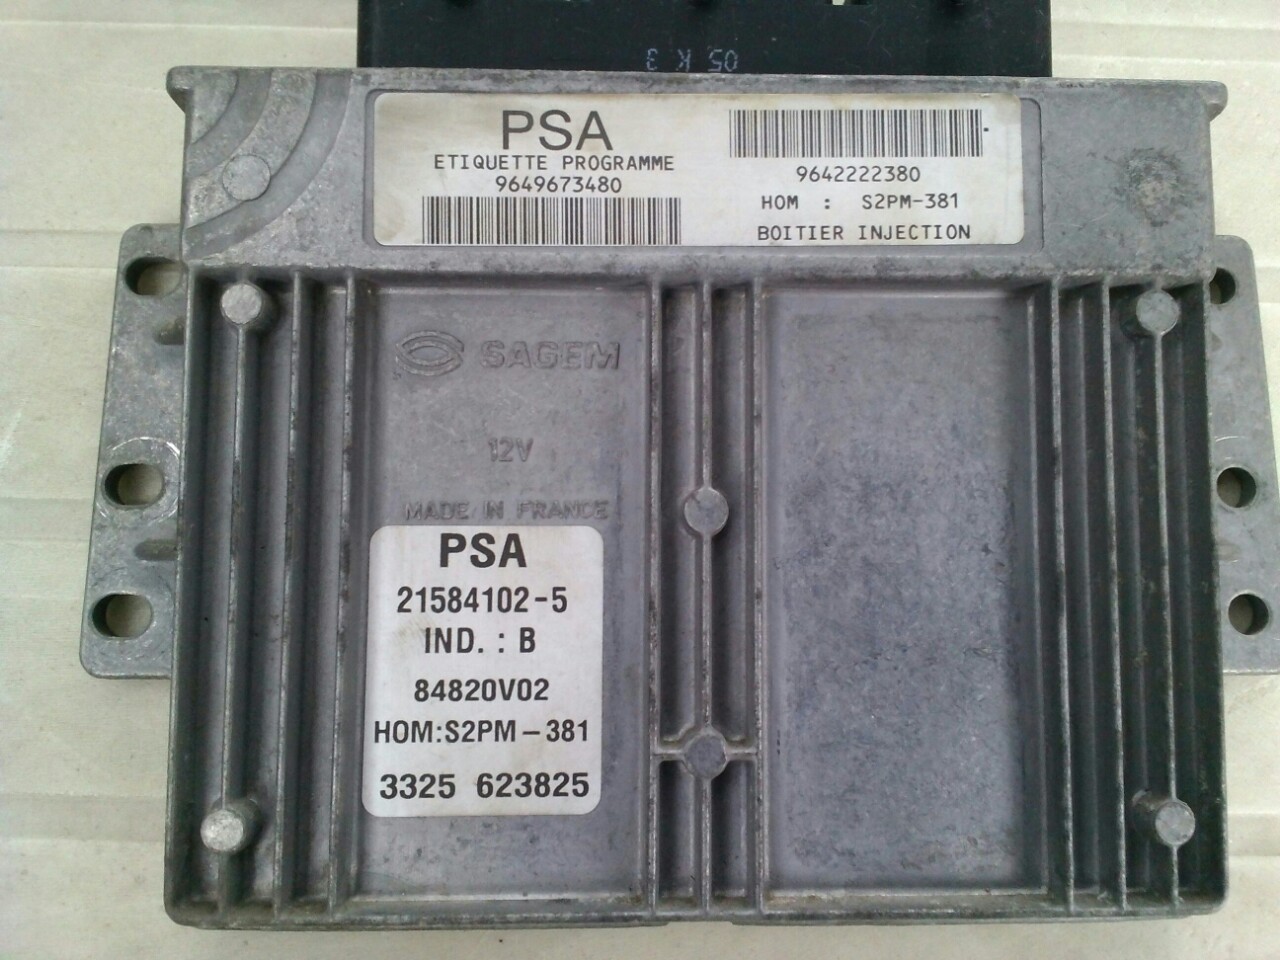 05 K 3
PSA
ETIQUETTE PROGRAMME
9649673480
9642222380
HOM : S2PM-381
BOITIER INJECTION
SAGEM
12V
MADE IN FRANCE
PSA
21584102-5
IND. : B
84820V02
HOM:S2PM-381
3325 623825